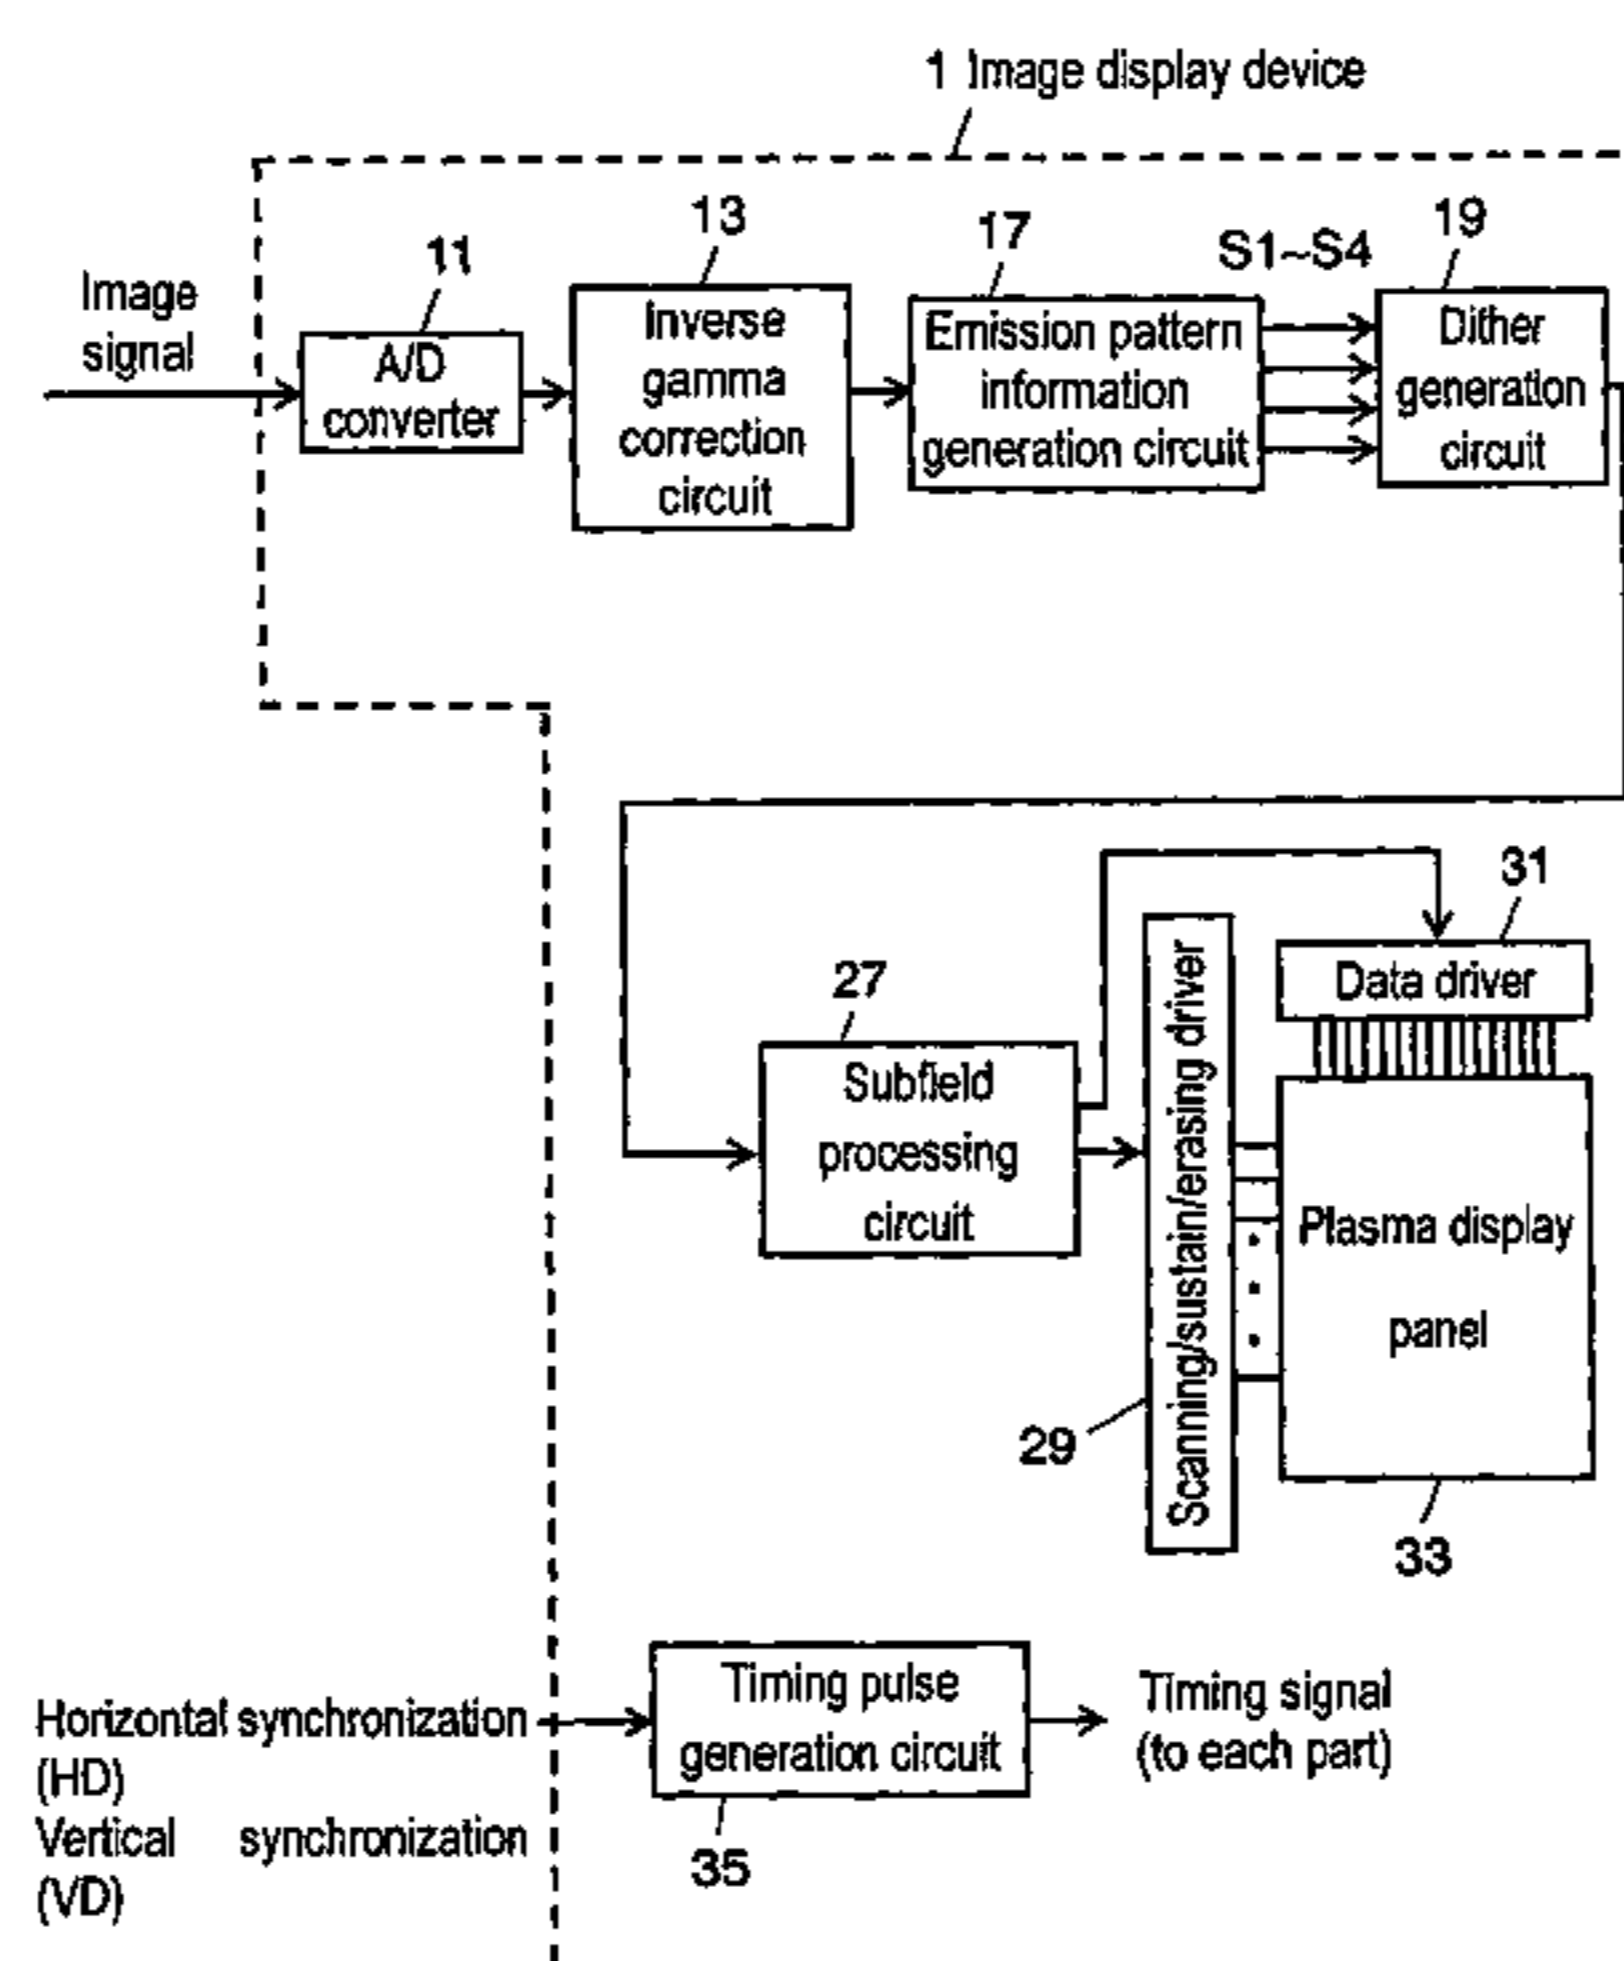 1 Image display device
13
17
19
11
S1~S4
Image
signal
A/D
converter
Inverse
gamma
correction
circuit
Emission pattern
information
generation circuit
Dither
generation
circuit
31
Data driver
27
Subfield
processing
circuit
Scanning/sustain/erasing driver
Plasma display
panel
29
33
Horizontal synchronization
(HD)
Vertical synchronization
(VD)
Timing pulse
generation circuit
Timing signal
(to each part)
35